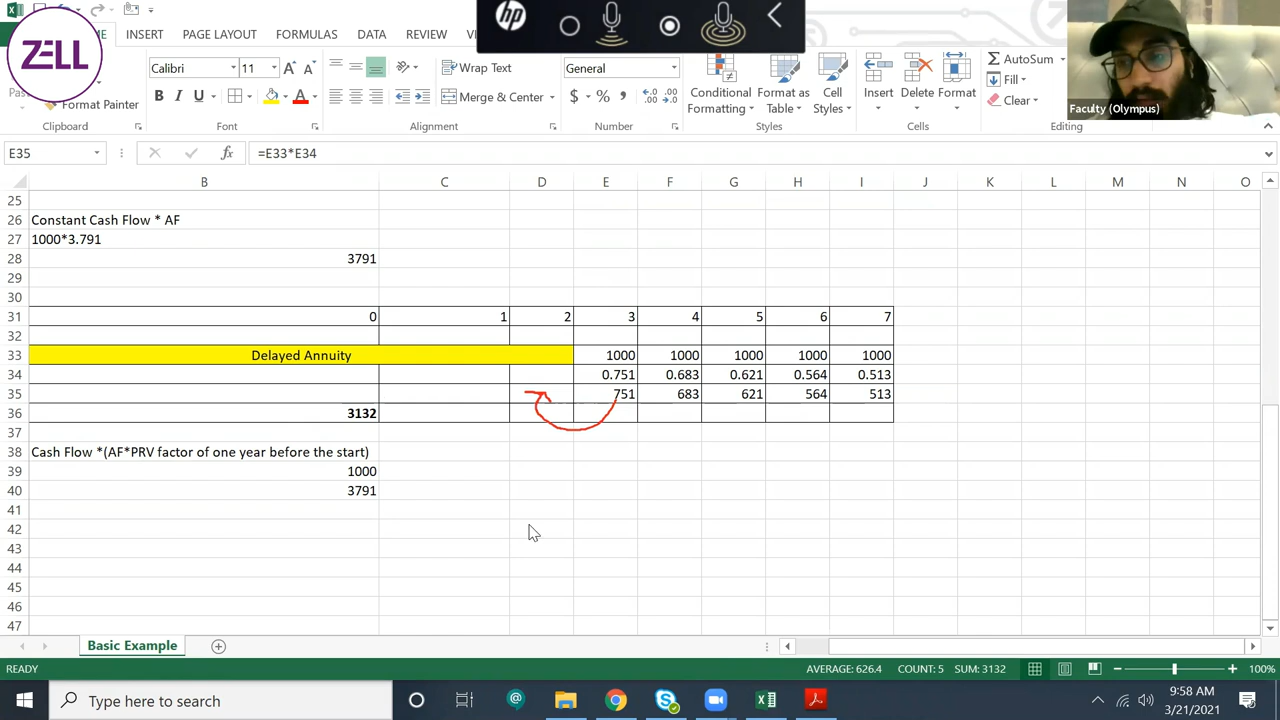 ZELL
hp
INSERT
PAGE LAYOUT
FORMULAS
DATA
REVIEW
Calibri
11
Wrap Text
General
Conditional Formatting
Format as Table
Cell Styles
Insert
Delete
Format
AutoSum
Fill
Clear
Format Painter
B I U
Merge & Center
$ % ,
Clipboard
Font
Alignment
Number
Styles
Cells
Editing
Faculty (Olympus)
E35
fx
=E33*E34
B C D E F G H I J K L M N O
25
26 Constant Cash Flow * AF
27 1000*3.791
28 3791
29
30
31 0 1 2 3 4 5 6 7
32
33 Delayed Annuity 1000 1000 1000 1000 1000
34 0.751 0.683 0.621 0.564 0.513
35 751 683 621 564 513
36 3132
37
38 Cash Flow *(AF*PRV factor of one year before the start)
39 1000
40 3791
41
42
43
44
45
46
47
Basic Example
READY
AVERAGE: 626.4 COUNT: 5 SUM: 3132
100%
Type here to search
9:58 AM
3/21/2021